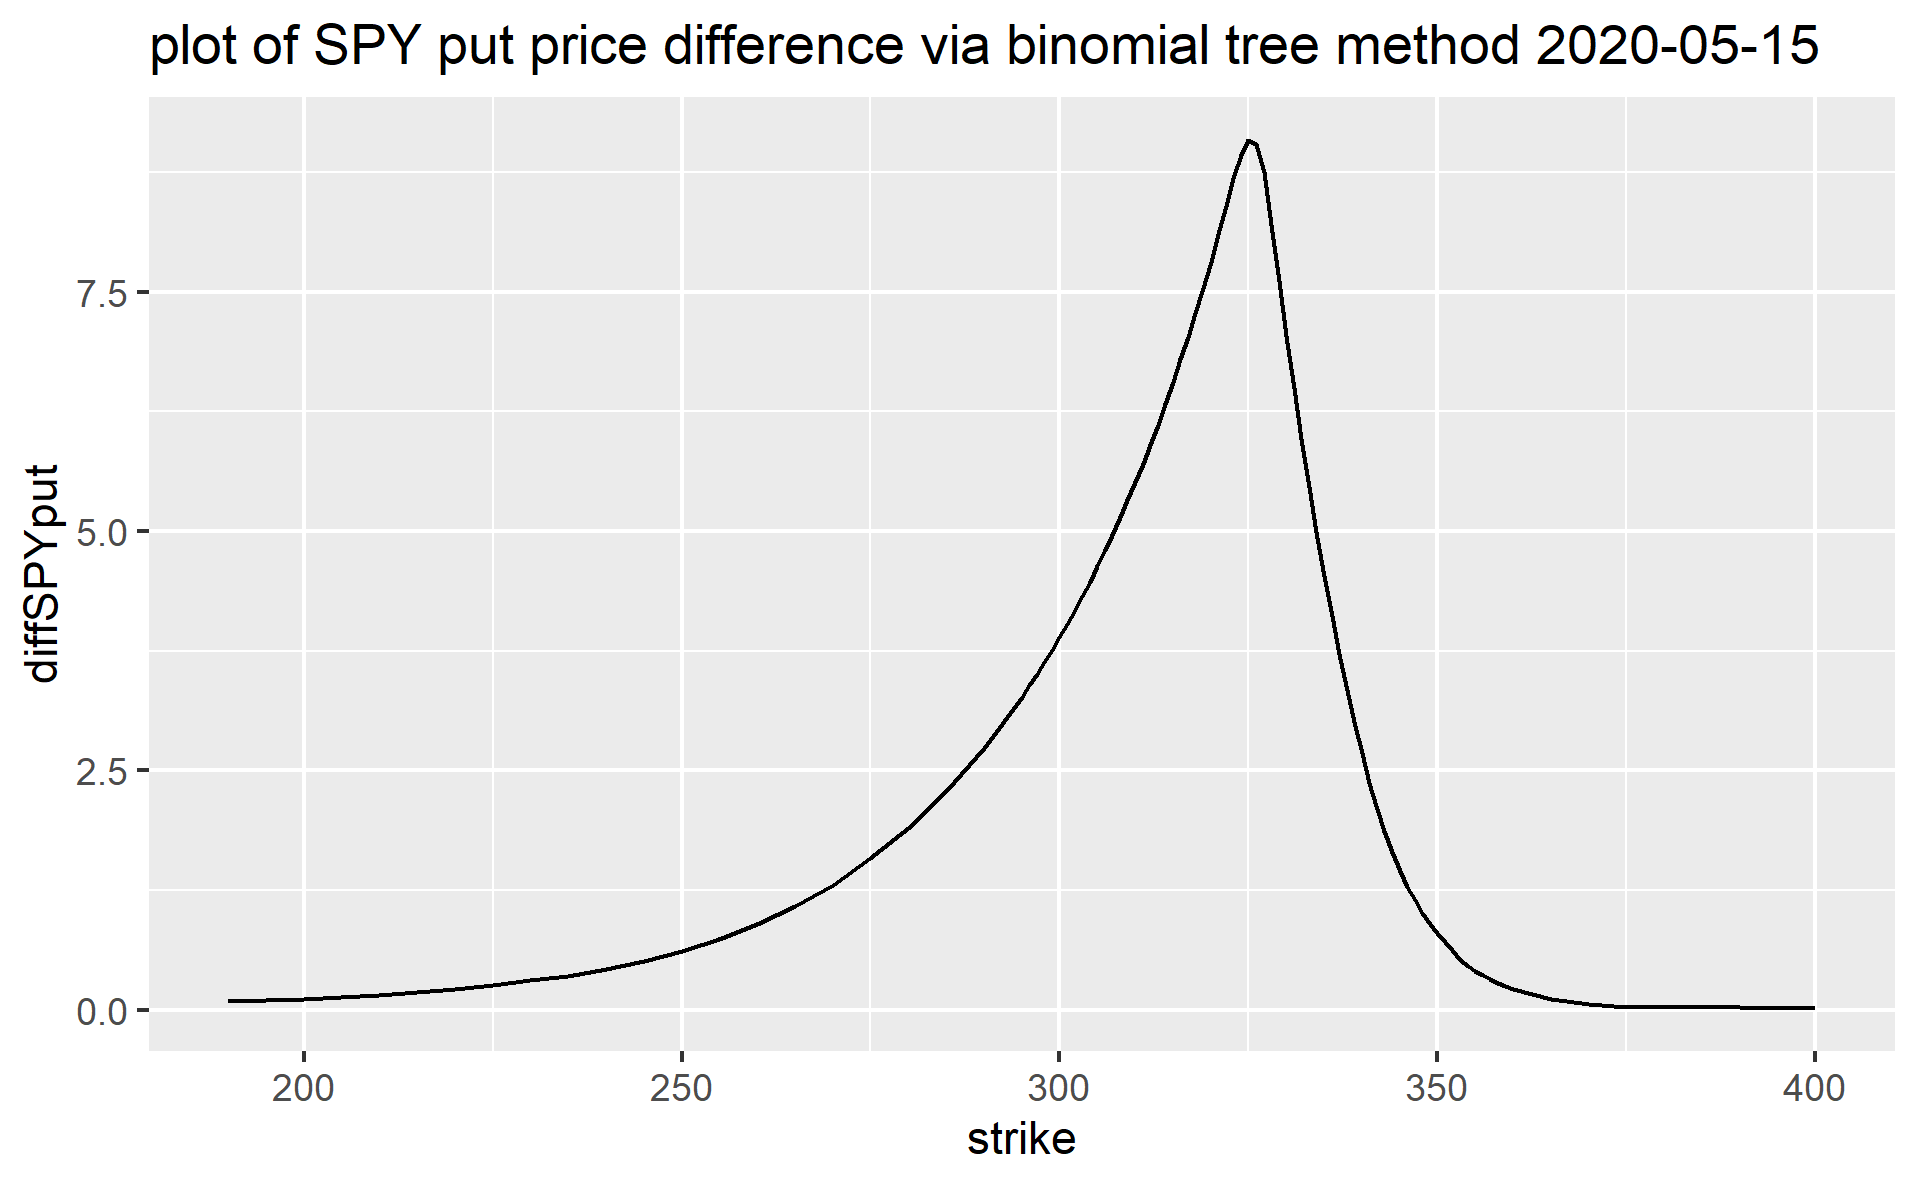 plot of SPY put price difference via binomial tree method 2020-05-15
diffSPYput
7.5
5.0
2.5
0.0
200 250 300 350 400
strike